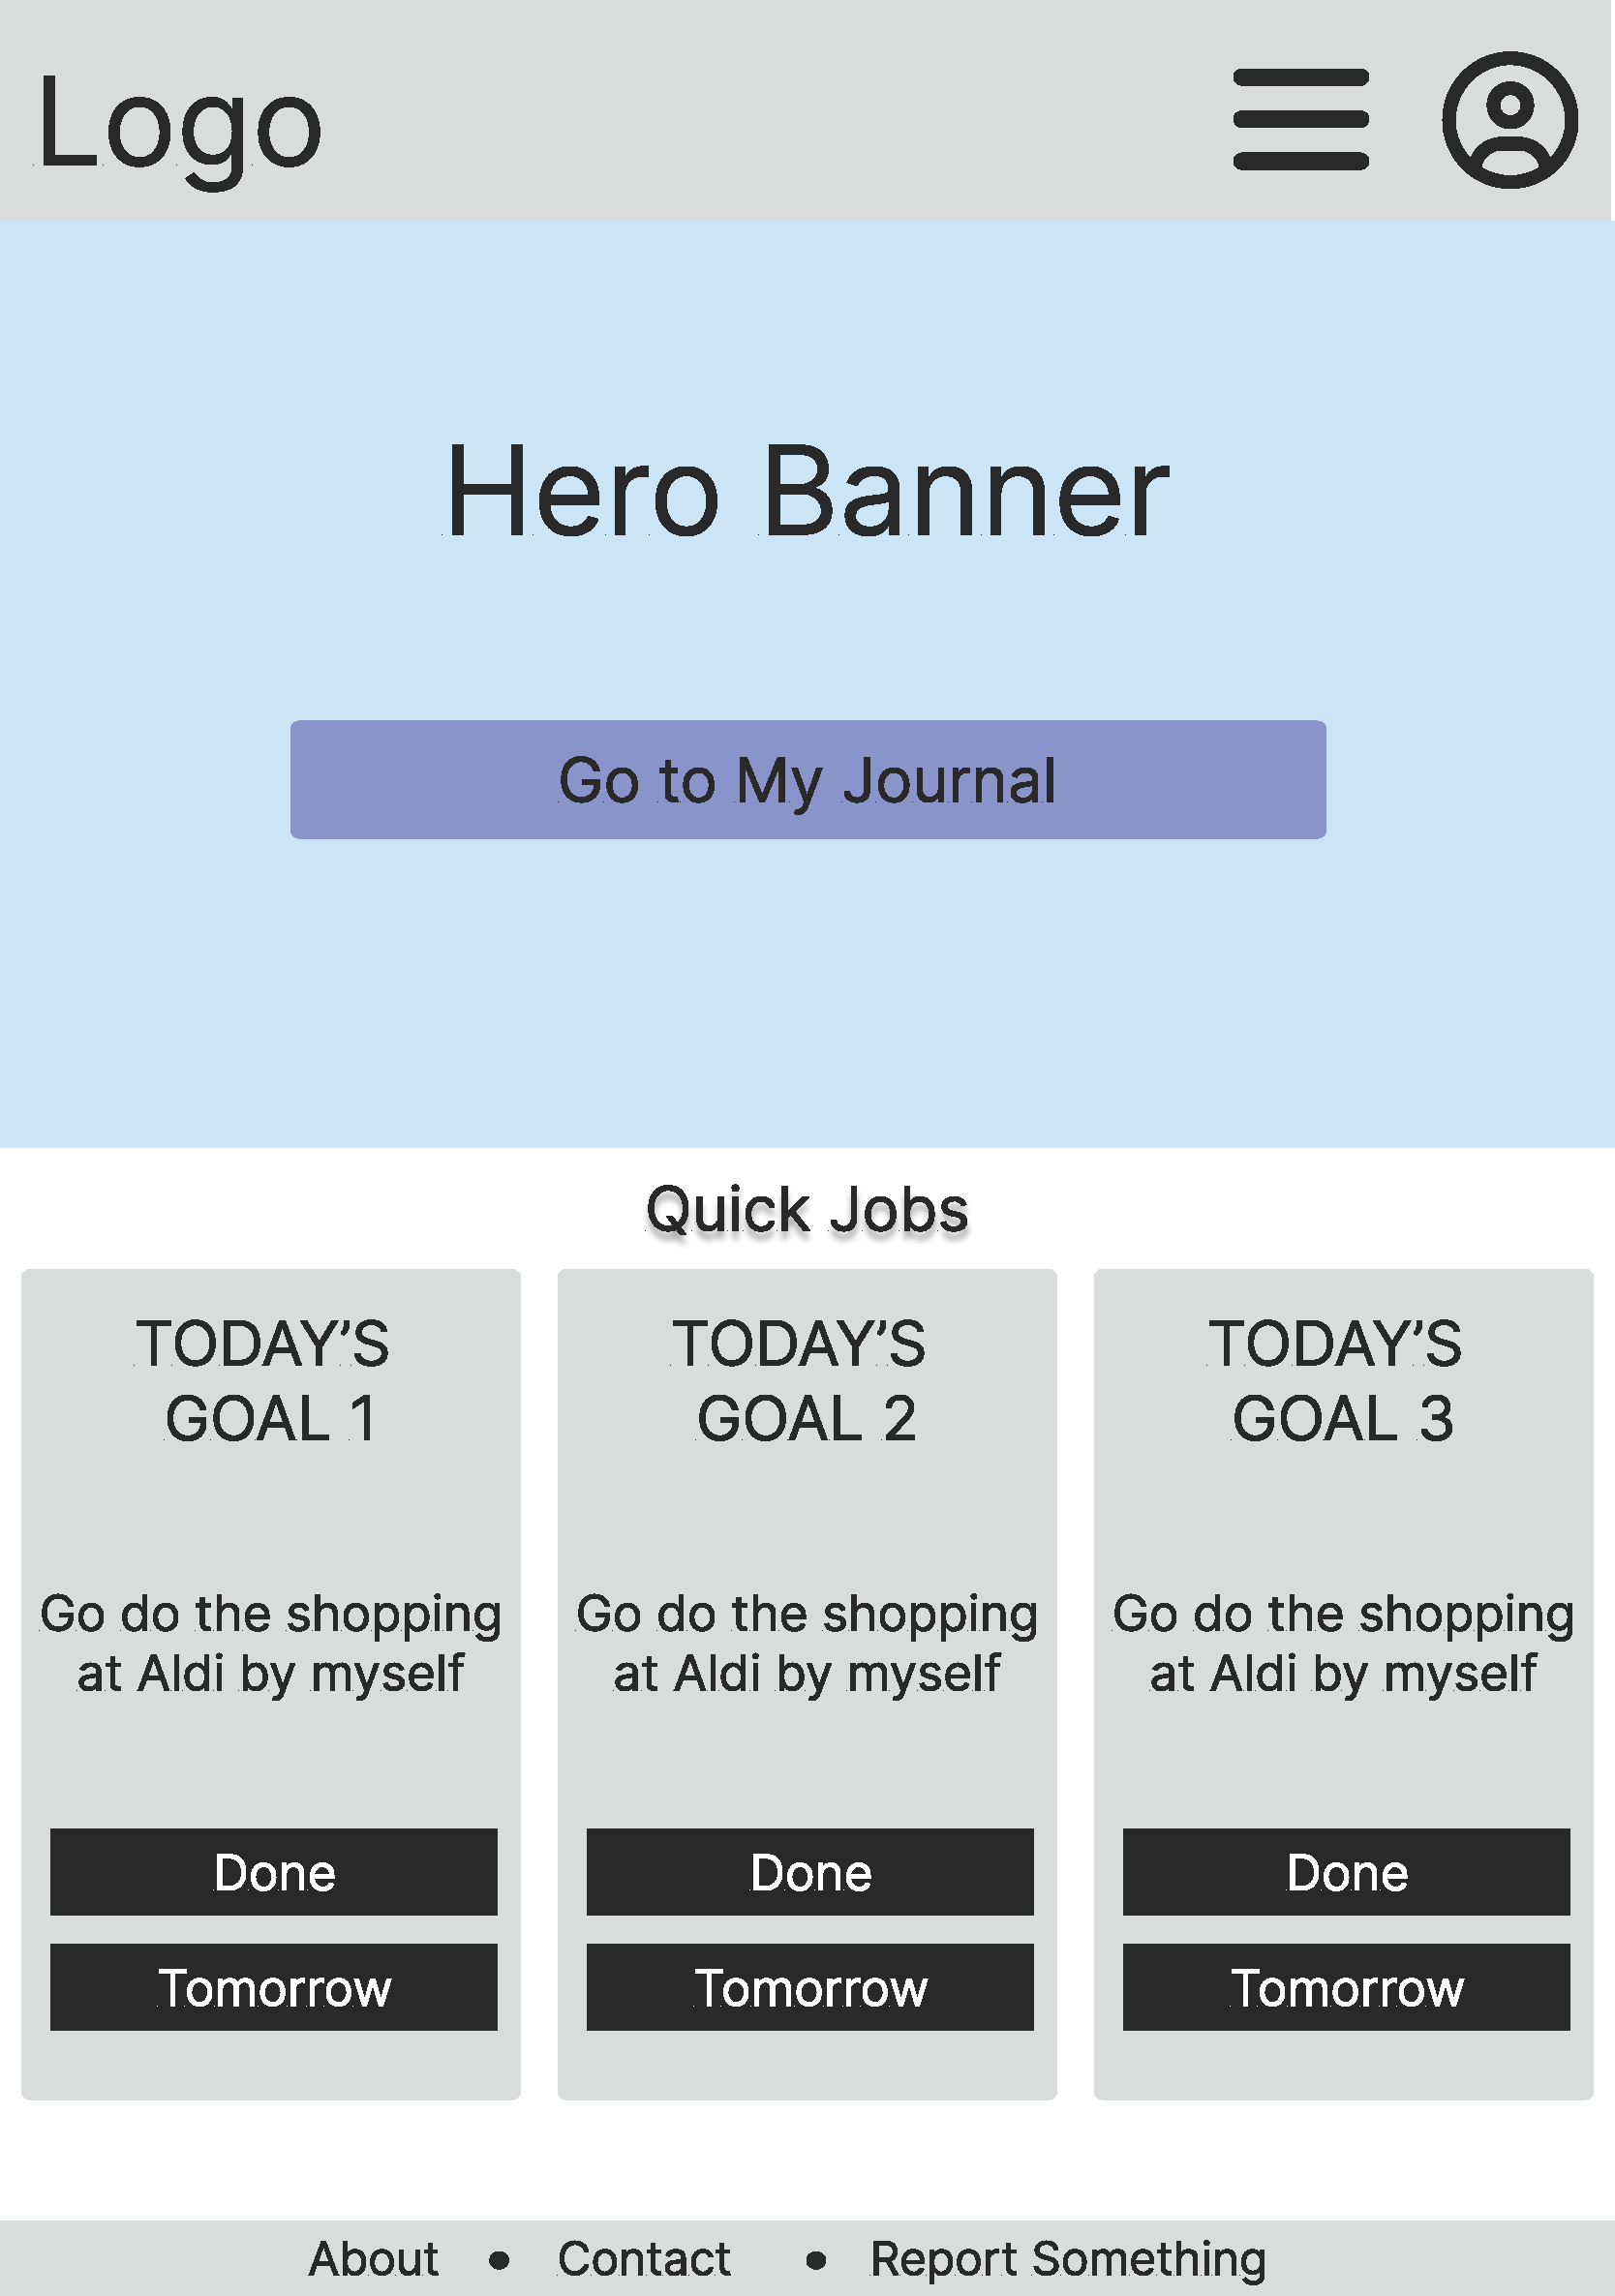 Logo
Hero Banner
Go to My Journal
Quick Jobs
TODAY’S
GOAL 1
Go do the shopping
at Aldi by myself
Done
Tomorrow
TODAY’S
GOAL 2
Go do the shopping
at Aldi by myself
Done
Tomorrow
TODAY’S
GOAL 3
Go do the shopping
at Aldi by myself
Done
Tomorrow
About • Contact • Report Something